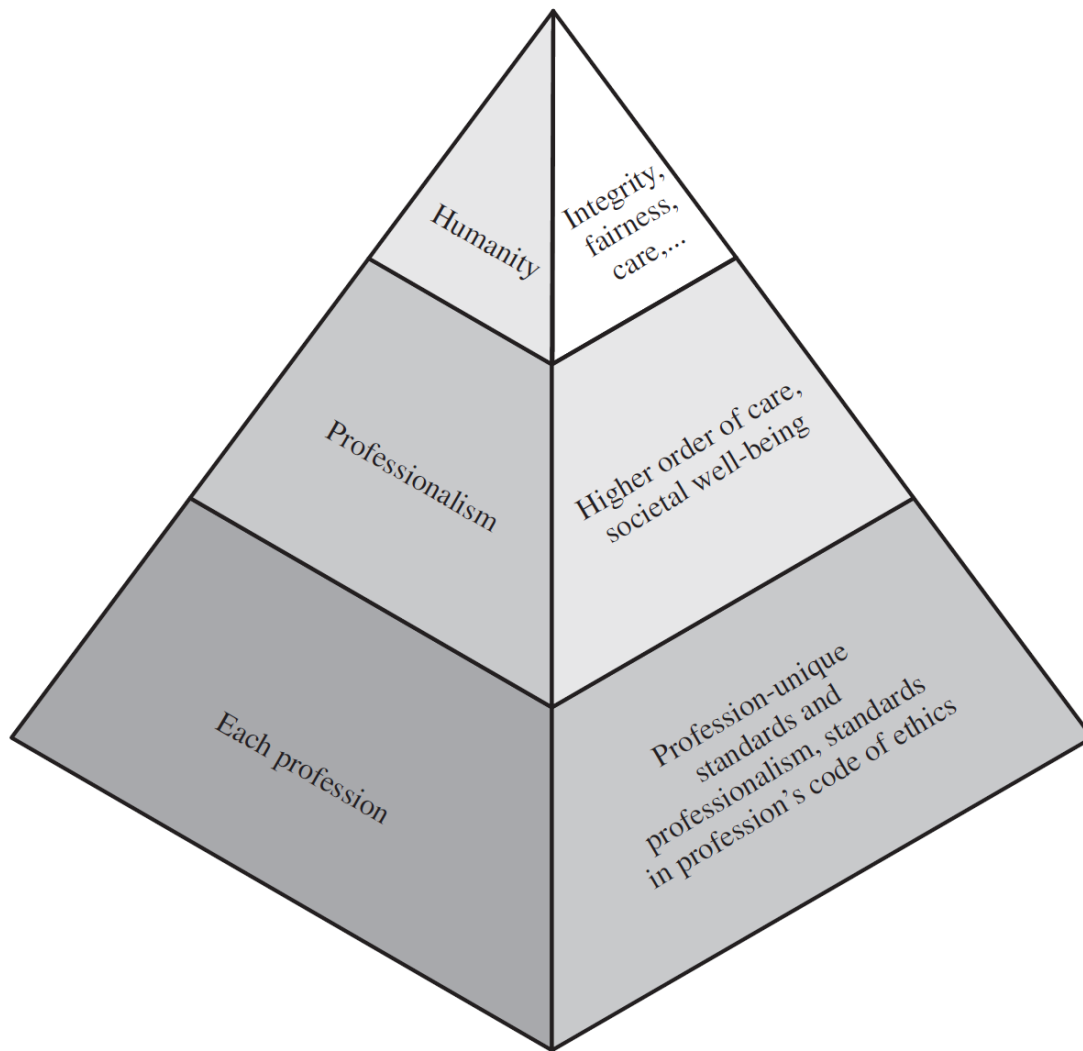 Humanity
Integrity,
fairness,
care,...
Professionalism
Higher order of care,
societal well-being
Each profession
Profession-unique
standards and
professionalism, standards
in profession’s code of ethics